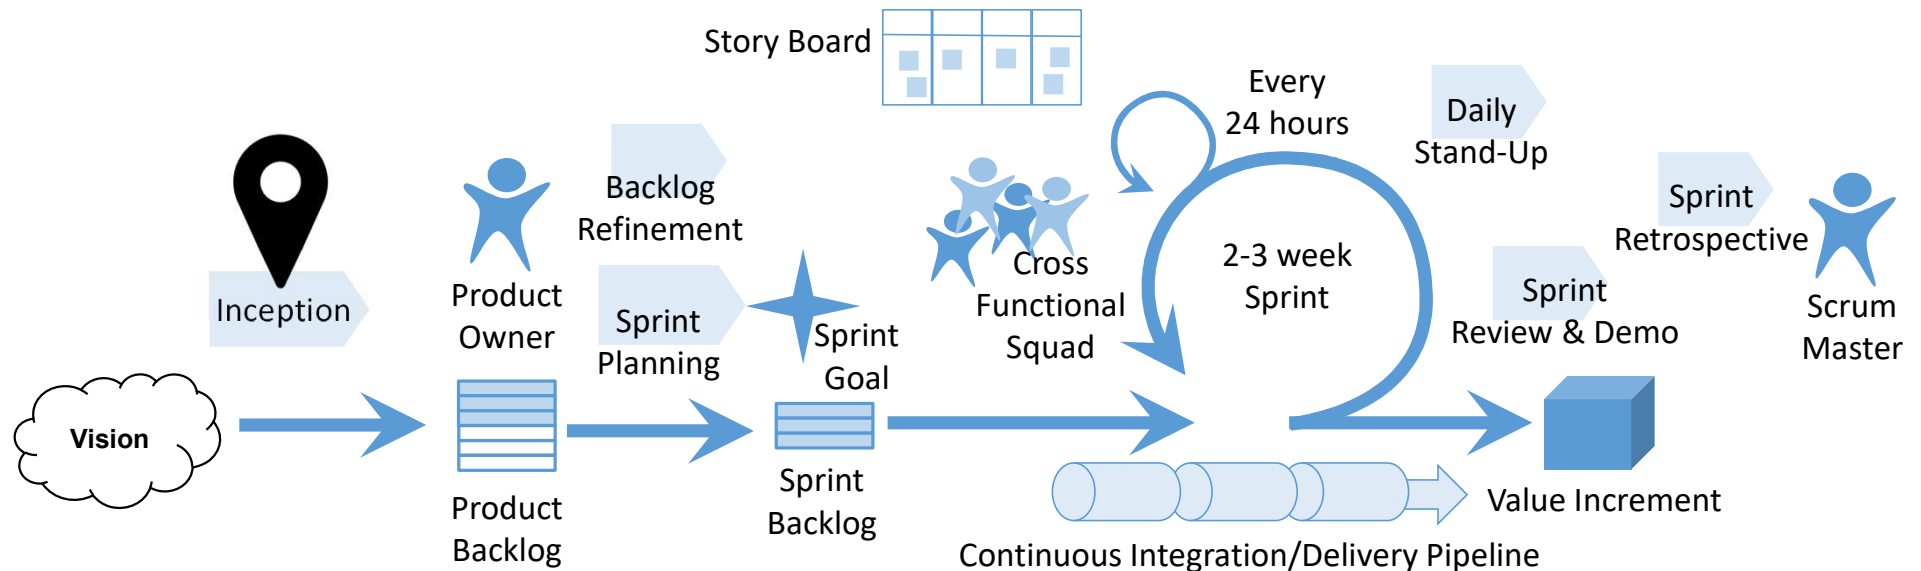 Story Board
Every
24 hours
Daily
Stand-Up
Backlog
Refinement
Sprint
Retrospective
Inception
Product
Owner
Sprint
Planning
Sprint
Goal
Cross
Functional
Squad
2-3 week
Sprint
Sprint
Review & Demo
Scrum
Master
Vision
Product
Backlog
Sprint
Backlog
Value Increment
Continuous Integration/Delivery Pipeline